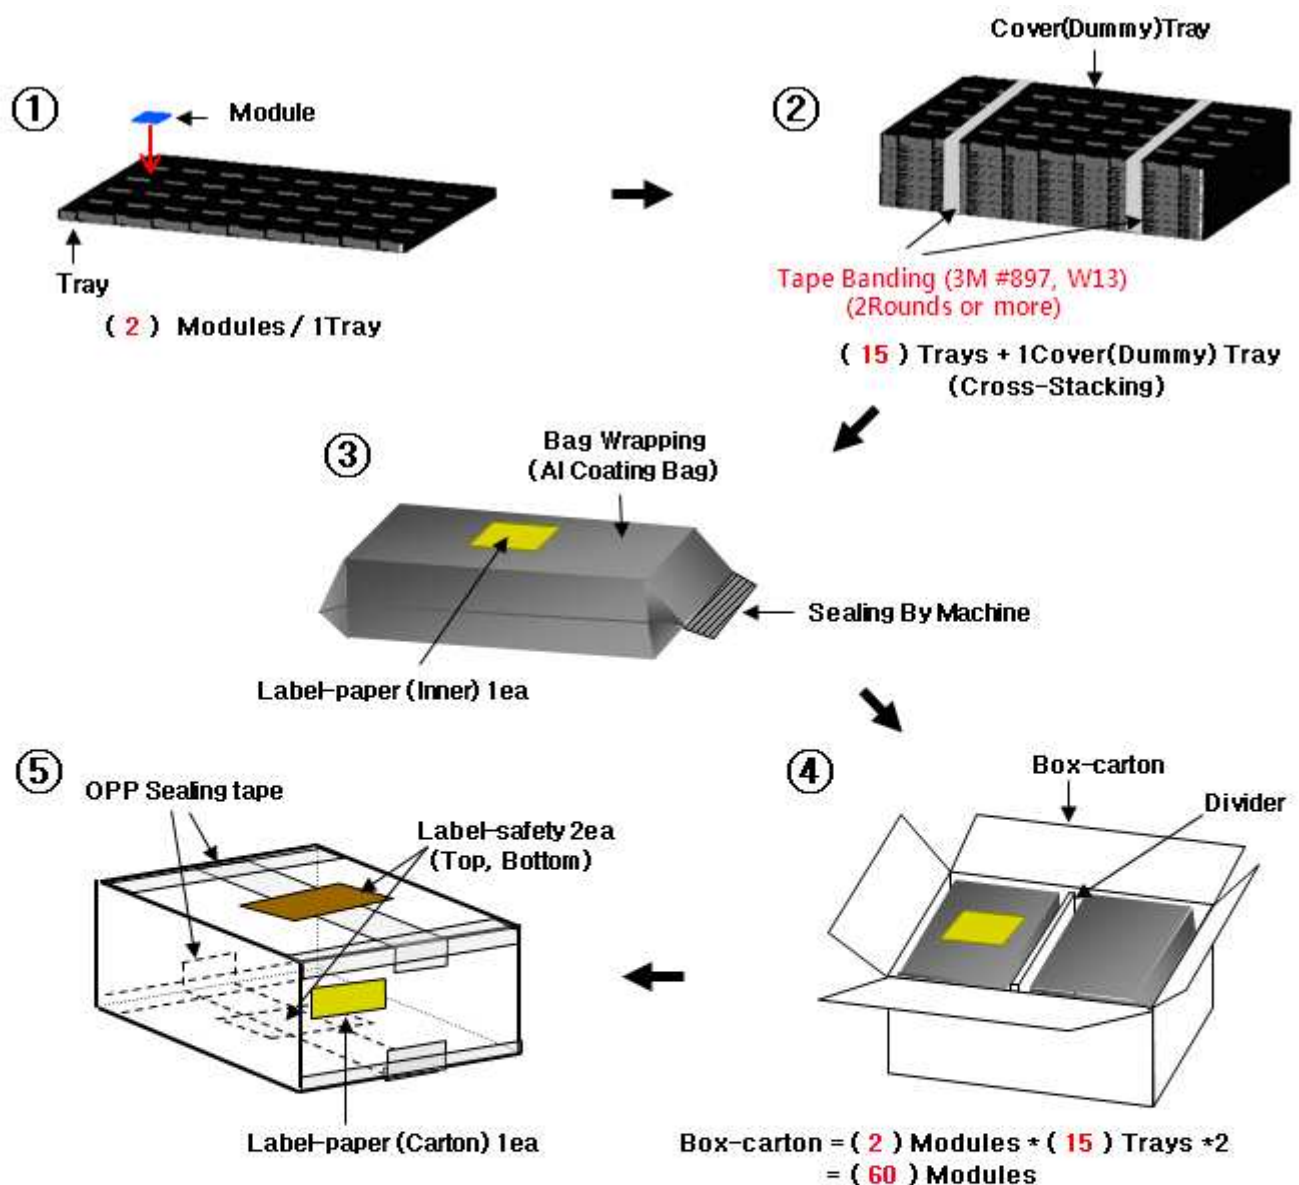 ①
Module
Tray
( 2 ) Modules / 1Tray
②
Cover(Dummy)Tray
Tape Banding (3M #897, W13)
(2Rounds or more)
( 15 ) Trays + 1Cover(Dummy) Tray
(Cross-Stacking)
③
Bag Wrapping
(Al Coating Bag)
Sealing By Machine
Label-paper (Inner) 1ea
④
Box-carton
Divider
Box-carton = ( 2 ) Modules * ( 15 ) Trays *2
= ( 60 ) Modules
⑤
OPP Sealing tape
Label-safety 2ea
(Top, Bottom)
Label-paper (Carton) 1ea